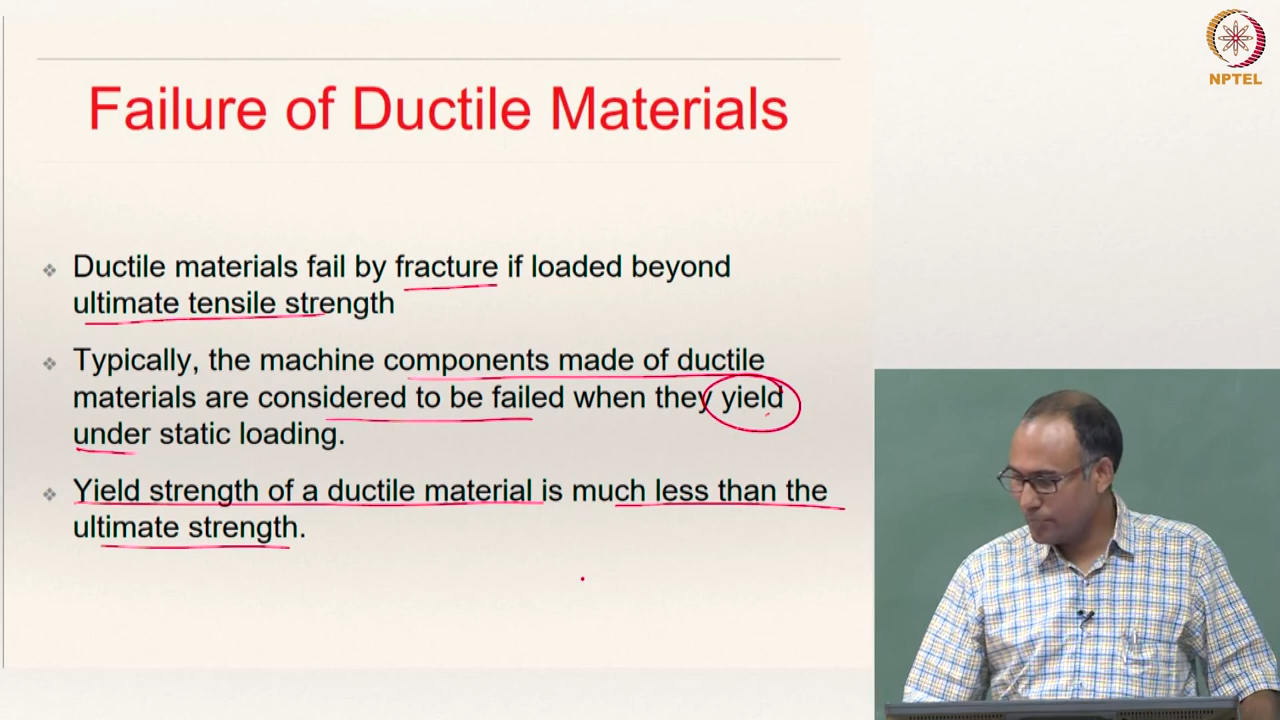 NPTEL
Failure of Ductile Materials
Ductile materials fail by fracture if loaded beyond
ultimate tensile strength
Typically, the machine components made of ductile
materials are considered to be failed when they yield
under static loading.
Yield strength of a ductile material is much less than the
ultimate strength.